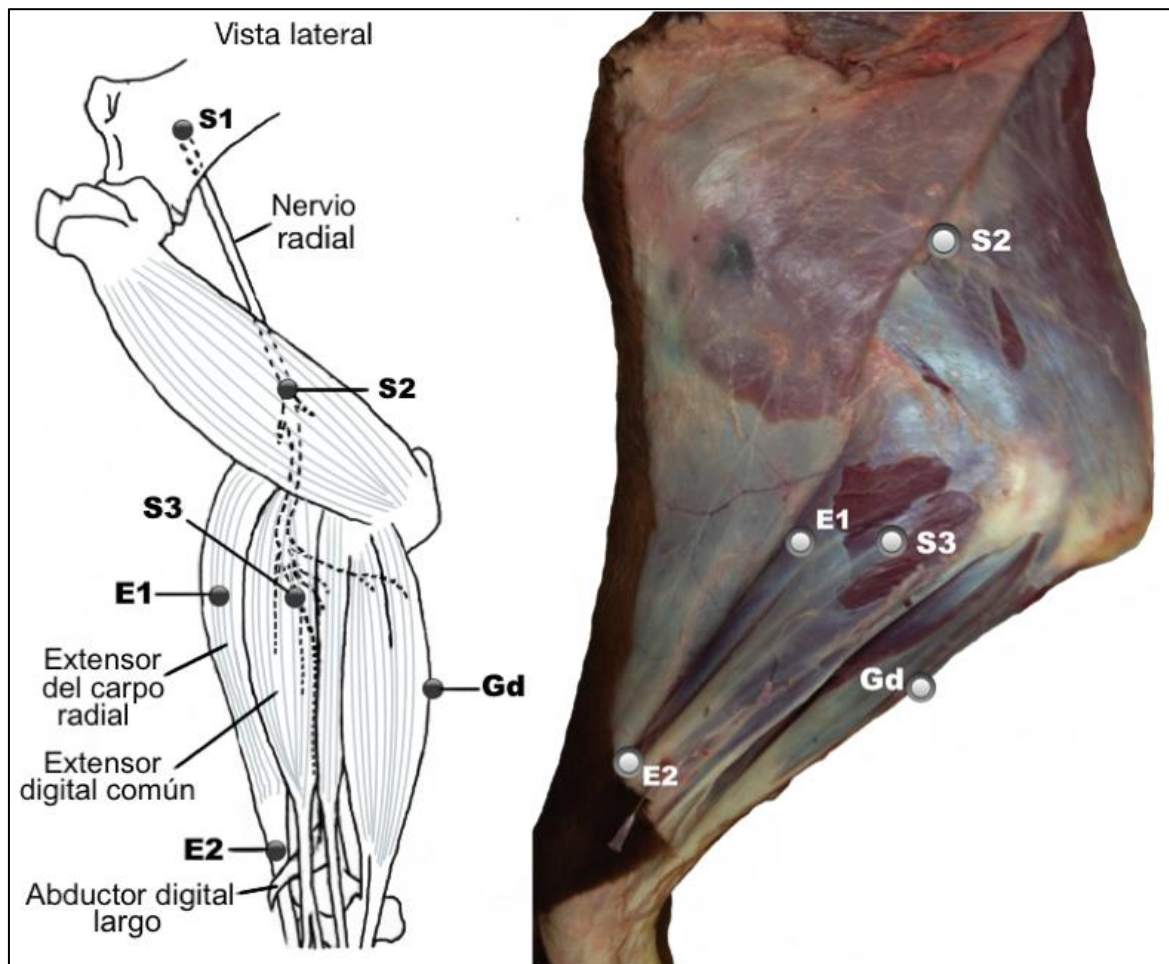 Vista lateral
S1
Nervio
radial
S2
S3
E1
Extensor
del carpo
radial
Gd
Extensor
digital común
E2
Abductor digital
largo
S2
E1
S3
Gd
E2